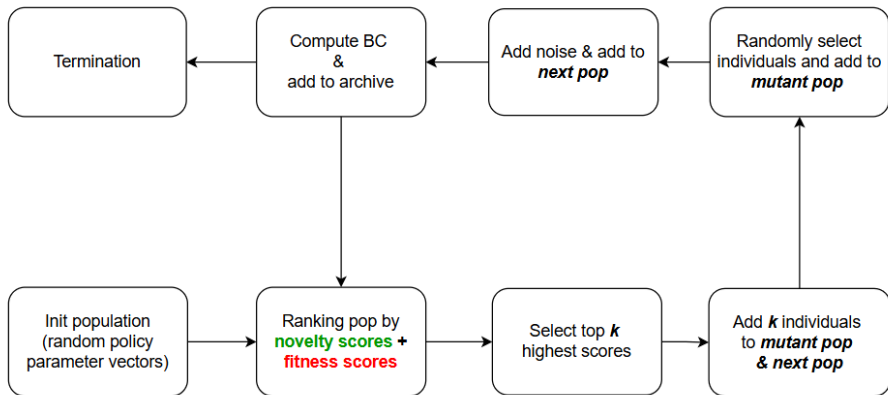 Termination
Compute BC
&
add to archive
Add noise & add to
next pop
Randomly select
individuals and add to
mutant pop
Init population
(random policy
parameter vectors)
Ranking pop by
novelty scores +
fitness scores
Select top k
highest scores
Add k individuals
to mutant pop
& next pop